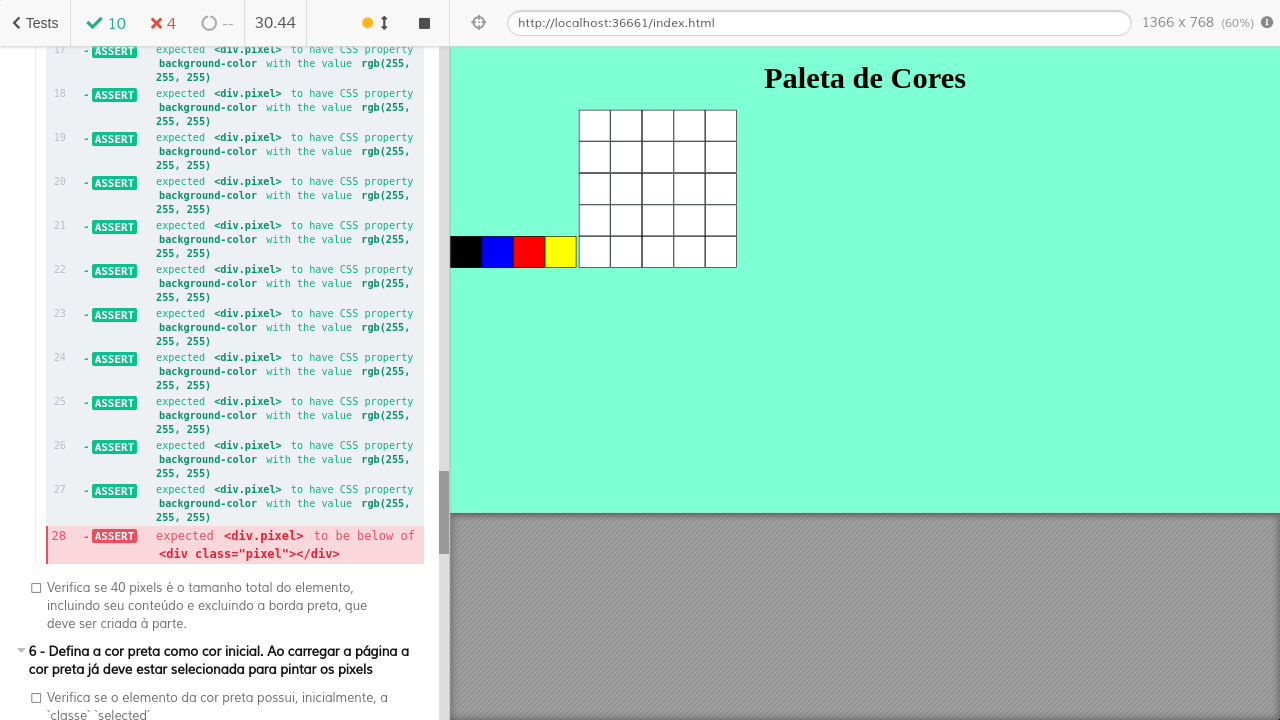 Tests 10 4 -- 30.44
http://localhost:36661/index.html 1366 x 768 (60%)
17 - ASSERT expected <div.pixel> to have CSS property
background-color with the value rgb(255,
255, 255)
18 - ASSERT expected <div.pixel> to have CSS property
background-color with the value rgb(255,
255, 255)
19 - ASSERT expected <div.pixel> to have CSS property
background-color with the value rgb(255,
255, 255)
20 - ASSERT expected <div.pixel> to have CSS property
background-color with the value rgb(255,
255, 255)
21 - ASSERT expected <div.pixel> to have CSS property
background-color with the value rgb(255,
255, 255)
22 - ASSERT expected <div.pixel> to have CSS property
background-color with the value rgb(255,
255, 255)
23 - ASSERT expected <div.pixel> to have CSS property
background-color with the value rgb(255,
255, 255)
24 - ASSERT expected <div.pixel> to have CSS property
background-color with the value rgb(255,
255, 255)
25 - ASSERT expected <div.pixel> to have CSS property
background-color with the value rgb(255,
255, 255)
26 - ASSERT expected <div.pixel> to have CSS property
background-color with the value rgb(255,
255, 255)
27 - ASSERT expected <div.pixel> to have CSS property
background-color with the value rgb(255,
255, 255)
28 - ASSERT expected <div.pixel> to be below of
<div class="pixel"></div>
Verifica se 40 pixels é o tamanho total do elemento,
incluindo seu conteúdo e excluindo a borda preta, que
deve ser criada à parte.
6 - Defina a cor preta como cor inicial. Ao carregar a página a
cor preta já deve estar selecionada para pintar os pixels
Verifica se o elemento da cor preta possui, inicialmente, a
`classe` `selected`
Paleta de Cores